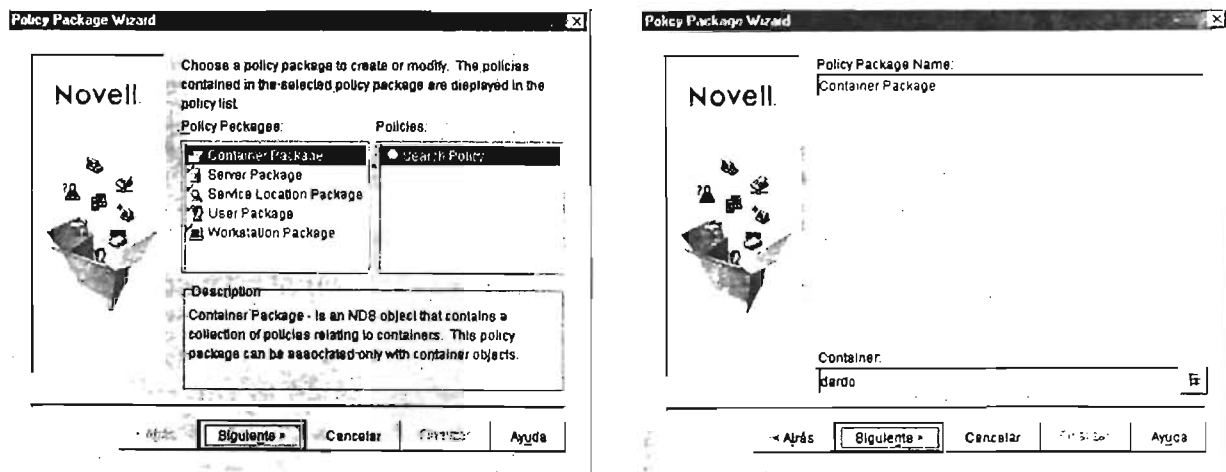 Policy Package Wizard
Novell.
Choose a policy package to create or modify. The policies
contained in the selected policy package are displayed in the
policy list.
Policy Packages:
Policies:
Container Package
Server Package
Service Location Package
User Package
Workstation Package
Search Policy
Description
Container Package - Is an NDS object that contains a
collection of policies relating to containers. This policy
package can be associated only with container objects.
Siguiente >
Cancelar
Ayuda
Policy Package Wizard
Novell.
Policy Package Name:
Container Package
Container:
dardo
< Atrás
Siguiente >
Cancelar
Ayuda